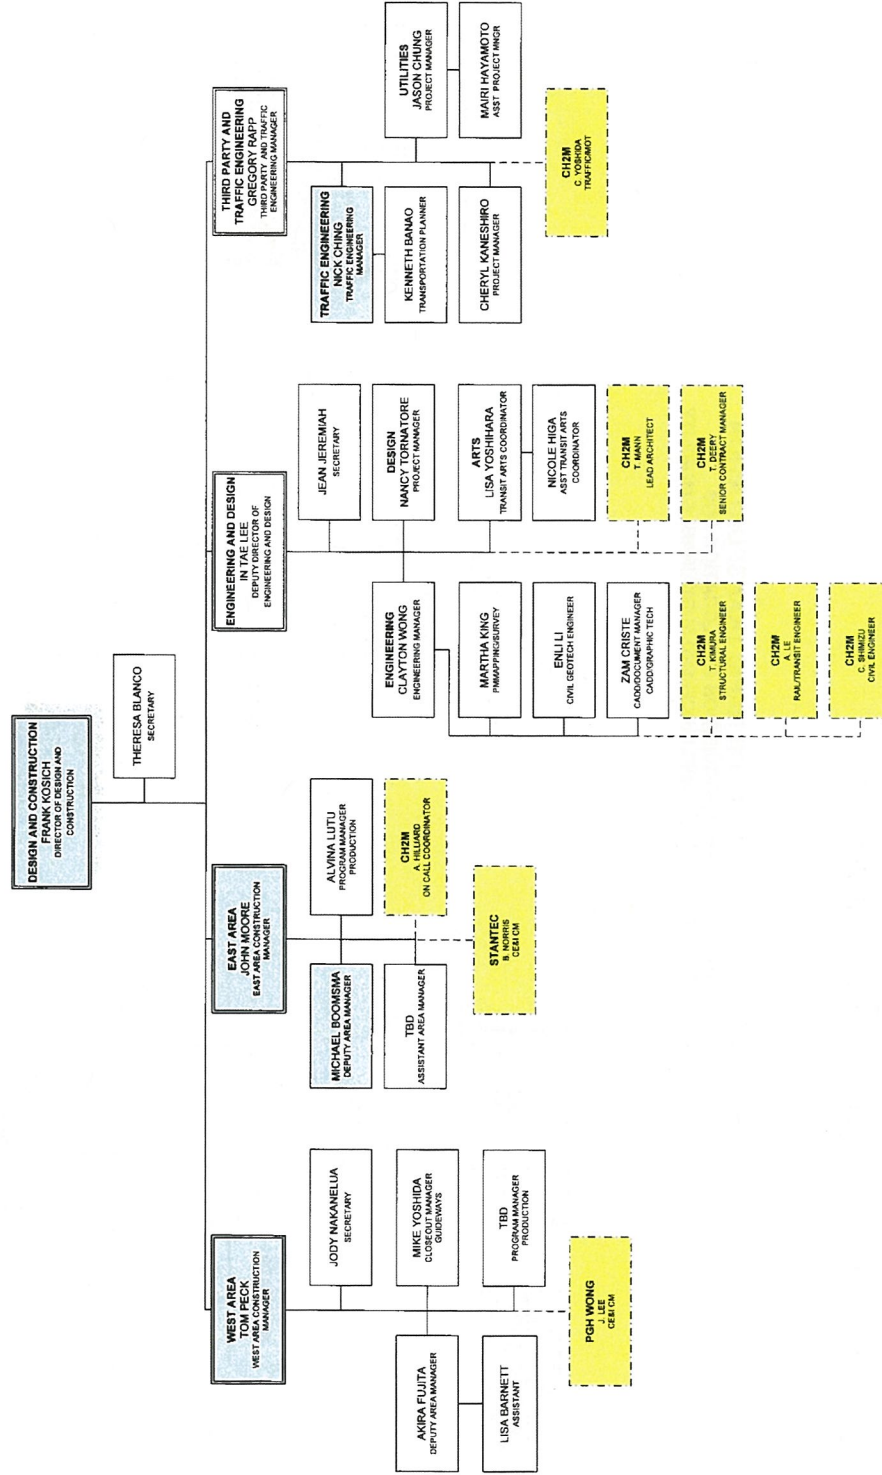 DESIGN AND CONSTRUCTION
FRANK KOSICH
DIRECTOR OF DESIGN AND
CONSTRUCTION
THERESA BLANCO
SECRETARY
WEST AREA
TOM PECK
WEST AREA CONSTRUCTION
MANAGER
JODY NAKANELUA
SECRETARY
AKIRA FUJITA
DEPUTY AREA MANAGER
MIKE YOSHIDA
CLOSEOUT MANAGER
GUIDEWAYS
LISA BARNETT
ASSISTANT
TBD
PROGRAM MANAGER
PRODUCTION
PGH WONG
J. LEE
CE&I CM
EAST AREA
JOHN MOORE
EAST AREA CONSTRUCTION
MANAGER
MICHAEL BOOMSMA
DEPUTY AREA MANAGER
ALVINA LUTU
PROGRAM MANAGER
PRODUCTION
TBD
ASSISTANT AREA MANAGER
CH2M
A. HILUARD
ON CALL COORDINATOR
STANTEC
B. NORRIS
CE&I CM
ENGINEERING AND DESIGN
IN TAE LEE
DEPUTY DIRECTOR OF
ENGINEERING AND DESIGN
JEAN JEREMIAH
SECRETARY
ENGINEERING
CLAYTON WONG
ENGINEERING MANAGER
DESIGN
NANCY TORNATORE
PROJECT MANAGER
MARTHA KING
PMMAPPING/SURVEY
ARTS
LISA YOSHIHARA
TRANSIT ARTS COORDINATOR
ENLI LI
CIVIL GEOTECH ENGINEER
NICOLE HIGA
ASST TRANSIT ARTS
COORDINATOR
ZAM CRISTE
CADD/DOCUMENT MANAGER
CADD/GRAPHIC TECH
CH2M
T. MANN
LEAD ARCHITECT
CH2M
T. KIMURA
STRUCTURAL ENGINEER
CH2M
T. DEERY
SENIOR CONTRACT MANAGER
CH2M
A. LE
RAIL/TRANSIT ENGINEER
CH2M
C. SHIMIZU
CIVIL ENGINEER
THIRD PARTY AND
TRAFFIC ENGINEERING
GREGORY RAPP
THIRD PARTY AND TRAFFIC
ENGINEERING MANAGER
TRAFFIC ENGINEERING
NICK CHING
TRAFFIC ENGINEERING
MANAGER
UTILITIES
JASON CHUNG
PROJECT MANAGER
KENNETH BANAO
TRANSPORTATION PLANNER
MAIRI HAYAMOTO
ASST PROJECT MNGR
CHERYL KANESHIRO
PROJECT MANAGER
CH2M
C. YOSHIDA
TRAFFIC/MOT